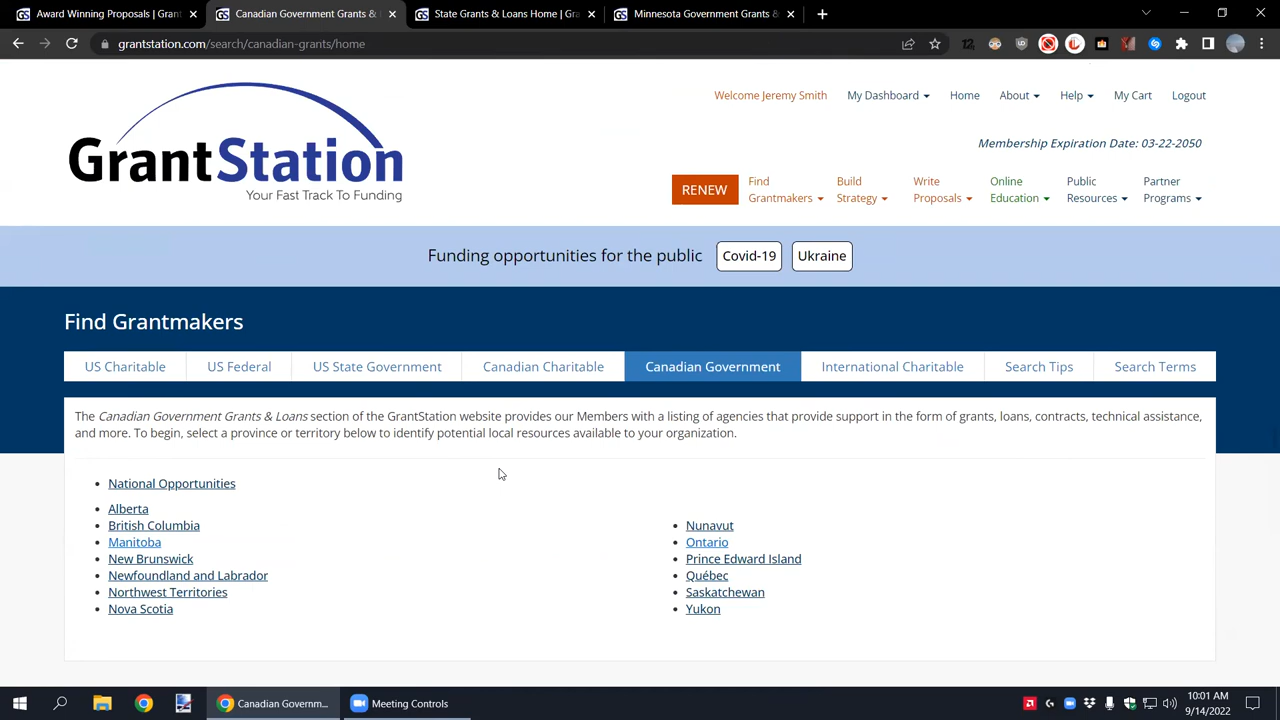 Award Winning Proposals | Grant
Canadian Government Grants &
State Grants & Loans Home | Gra
Minnesota Government Grants &
grantstation.com/search/canadian-grants/home
Welcome Jeremy Smith
My Dashboard
Home
About
Help
My Cart
Logout
GrantStation
Your Fast Track To Funding
Membership Expiration Date: 03-22-2050
RENEW
Find Grantmakers
Build Strategy
Write Proposals
Online Education
Public Resources
Partner Programs
Funding opportunities for the public
Covid-19
Ukraine
Find Grantmakers
US Charitable
US Federal
US State Government
Canadian Charitable
Canadian Government
International Charitable
Search Tips
Search Terms
The Canadian Government Grants & Loans section of the GrantStation website provides our Members with a listing of agencies that provide support in the form of grants, loans, contracts, technical assistance,
and more. To begin, select a province or territory below to identify potential local resources available to your organization.
National Opportunities
Alberta
British Columbia
Manitoba
New Brunswick
Newfoundland and Labrador
Northwest Territories
Nova Scotia
Nunavut
Ontario
Prince Edward Island
Québec
Saskatchewan
Yukon
Canadian Governm...
Meeting Controls
10:01 AM
9/14/2022